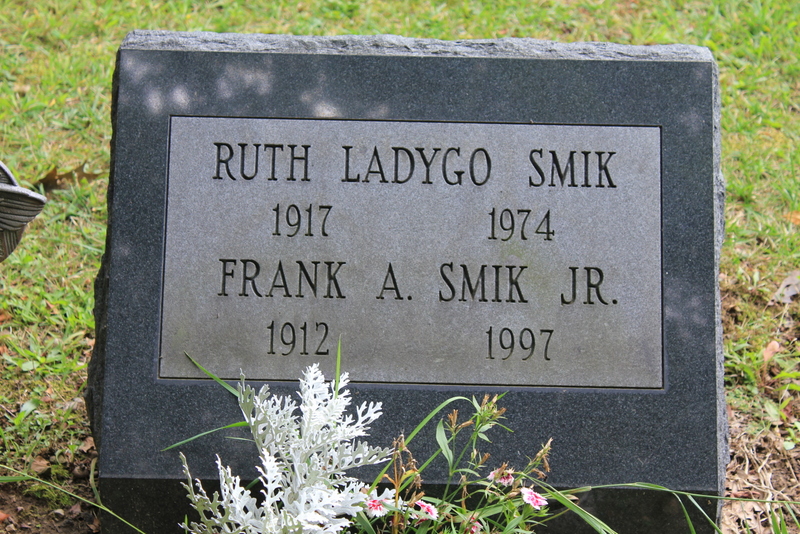 RUTH LADYGO SMIK
1917 1974
FRANK A. SMIK JR.
1912 1997